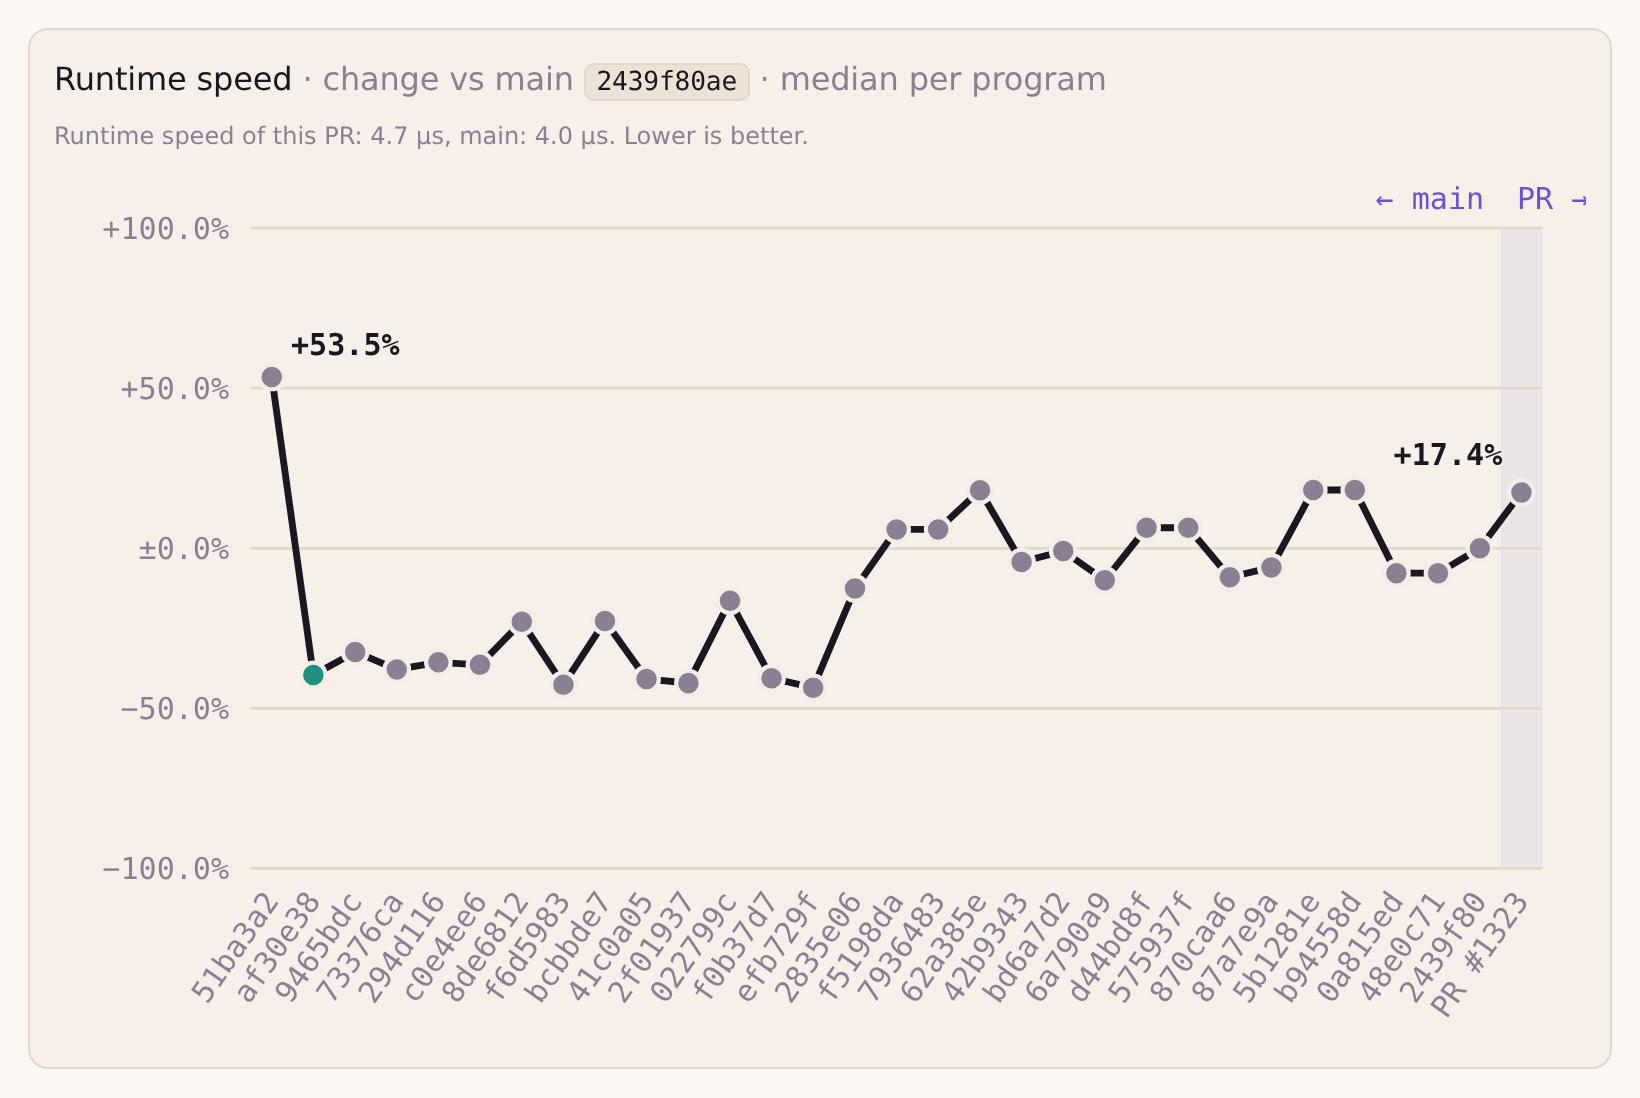 Runtime speed · change vs main 2439f80ae · median per program
Runtime speed of this PR: 4.7 µs, main: 4.0 µs. Lower is better.
← main PR →
+100.0%
+53.5%
+50.0%
+17.4%
±0.0%
−50.0%
−100.0%
51ba3a2
af30e38
9465bdc
73376ca
294d116
c0e4ee6
8de6812
f6d5983
bcbbde7
41c0a05
2f01937
022799c
f0b37d7
efb729f
2835e06
f5198da
7936483
62a385e
42b9343
bd6a7d2
6a790a9
d44bd8f
575937f
870caa6
87a7e9a
5b1281e
b94558d
0a815ed
48e0c71
2439f80
PR #1323